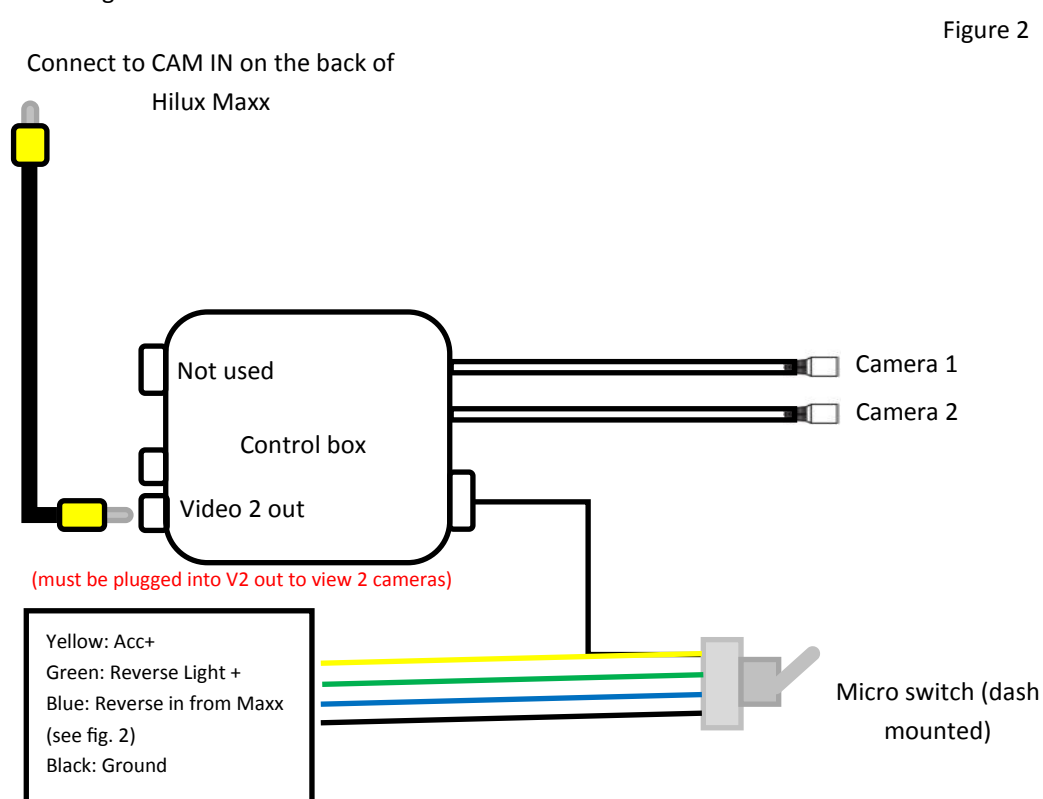 Figure 2
Connect to CAM IN on the back of
Hilux Maxx
Not used
Camera 1
Camera 2
Control box
Video 2 out
(must be plugged into V2 out to view 2 cameras)
Yellow: Acc+
Green: Reverse Light +
Blue: Reverse in from Maxx
(see fig. 2)
Black: Ground
Micro switch (dash
mounted)